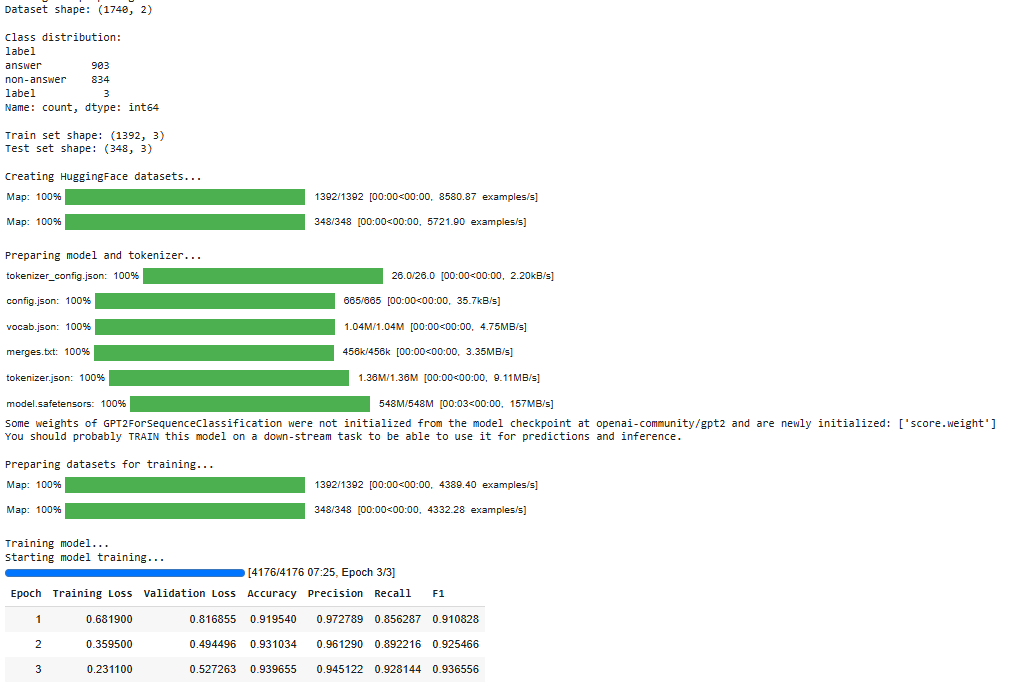 Dataset shape: (1740, 2)
Class distribution:
label
answer 903
non-answer 834
label 3
Name: count, dtype: int64
Train set shape: (1392, 3)
Test set shape: (348, 3)
Creating HuggingFace datasets...
Map: 100% 1392/1392 [00:00<00:00, 8580.87 examples/s]
Map: 100% 348/348 [00:00<00:00, 5721.90 examples/s]
Preparing model and tokenizer...
tokenizer_config.json: 100% 26.0/26.0 [00:00<00:00, 2.20kB/s]
config.json: 100% 665/665 [00:00<00:00, 35.7kB/s]
vocab.json: 100% 1.04M/1.04M [00:00<00:00, 4.75MB/s]
merges.txt: 100% 456k/456k [00:00<00:00, 3.35MB/s]
tokenizer.json: 100% 1.36M/1.36M [00:00<00:00, 9.11MB/s]
model.safetensors: 100% 548M/548M [00:03<00:00, 157MB/s]
Some weights of GPT2ForSequenceClassification were not initialized from the model checkpoint at openai-community/gpt2 and are newly initialized: ['score.weight']
You should probably TRAIN this model on a down-stream task to be able to use it for predictions and inference.
Preparing datasets for training...
Map: 100% 1392/1392 [00:00<00:00, 4389.40 examples/s]
Map: 100% 348/348 [00:00<00:00, 4332.28 examples/s]
Training model...
Starting model training...
[4176/4176 07:25, Epoch 3/3]
Epoch Training Loss Validation Loss Accuracy Precision Recall F1
1 0.681900 0.816855 0.919540 0.972789 0.856287 0.910828
2 0.359500 0.494496 0.931034 0.961290 0.892216 0.925466
3 0.231100 0.527263 0.939655 0.945122 0.928144 0.936556